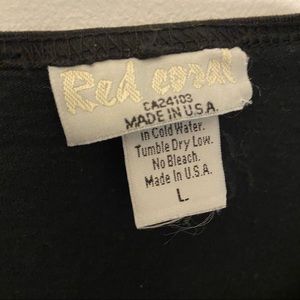 Red coral
CA24103
MADE IN U.S.A.
in Cold Water.
Tumble Dry Low.
No Bleach.
Made in U.S.A.
L